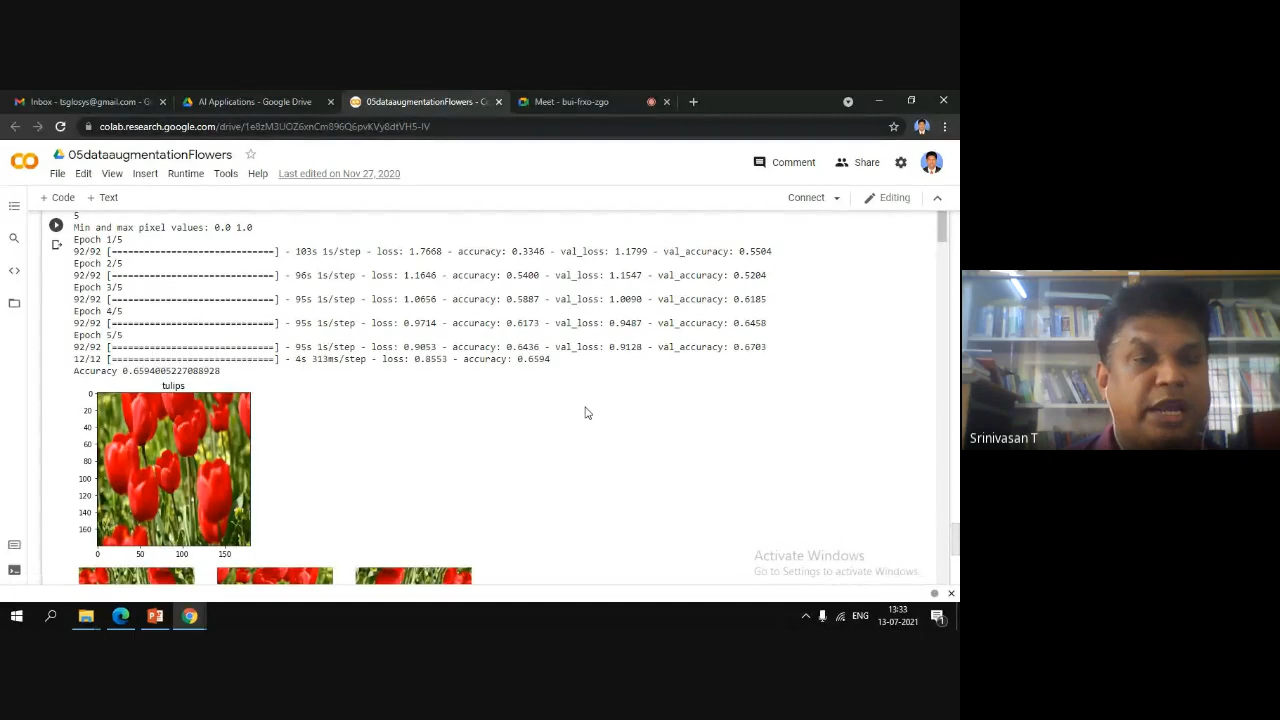 Inbox - tsglosys@gmail.com - G
AI Applications - Google Drive
05dataaugmentationFlowers - C
Meet - bui-frxo-zgo
colab.research.google.com/drive/1e8zM3UOZ6xnCm896Q6pvKVy8dtVH5-IV
05dataaugmentationFlowers
Comment
Share
File Edit View Insert Runtime Tools Help Last edited on Nov 27, 2020
+ Code + Text
Connect
Editing
5
Min and max pixel values: 0.0 1.0
Epoch 1/5
92/92 [==============================] - 103s 1s/step - loss: 1.7668 - accuracy: 0.3346 - val_loss: 1.1799 - val_accuracy: 0.5504
Epoch 2/5
92/92 [==============================] - 96s 1s/step - loss: 1.1646 - accuracy: 0.5400 - val_loss: 1.1547 - val_accuracy: 0.5204
Epoch 3/5
92/92 [==============================] - 95s 1s/step - loss: 1.0656 - accuracy: 0.5887 - val_loss: 1.0090 - val_accuracy: 0.6185
Epoch 4/5
92/92 [==============================] - 95s 1s/step - loss: 0.9714 - accuracy: 0.6173 - val_loss: 0.9487 - val_accuracy: 0.6458
Epoch 5/5
92/92 [==============================] - 95s 1s/step - loss: 0.9053 - accuracy: 0.6436 - val_loss: 0.9128 - val_accuracy: 0.6703
12/12 [==============================] - 4s 313ms/step - loss: 0.8553 - accuracy: 0.6594
Accuracy 0.6594005227088928
tulips
0
20
40
60
80
100
120
140
160
0 50 100 150
Activate Windows
Go to Settings to activate Windows.
ENG
13:33
13-07-2021
1
Srinivasan T